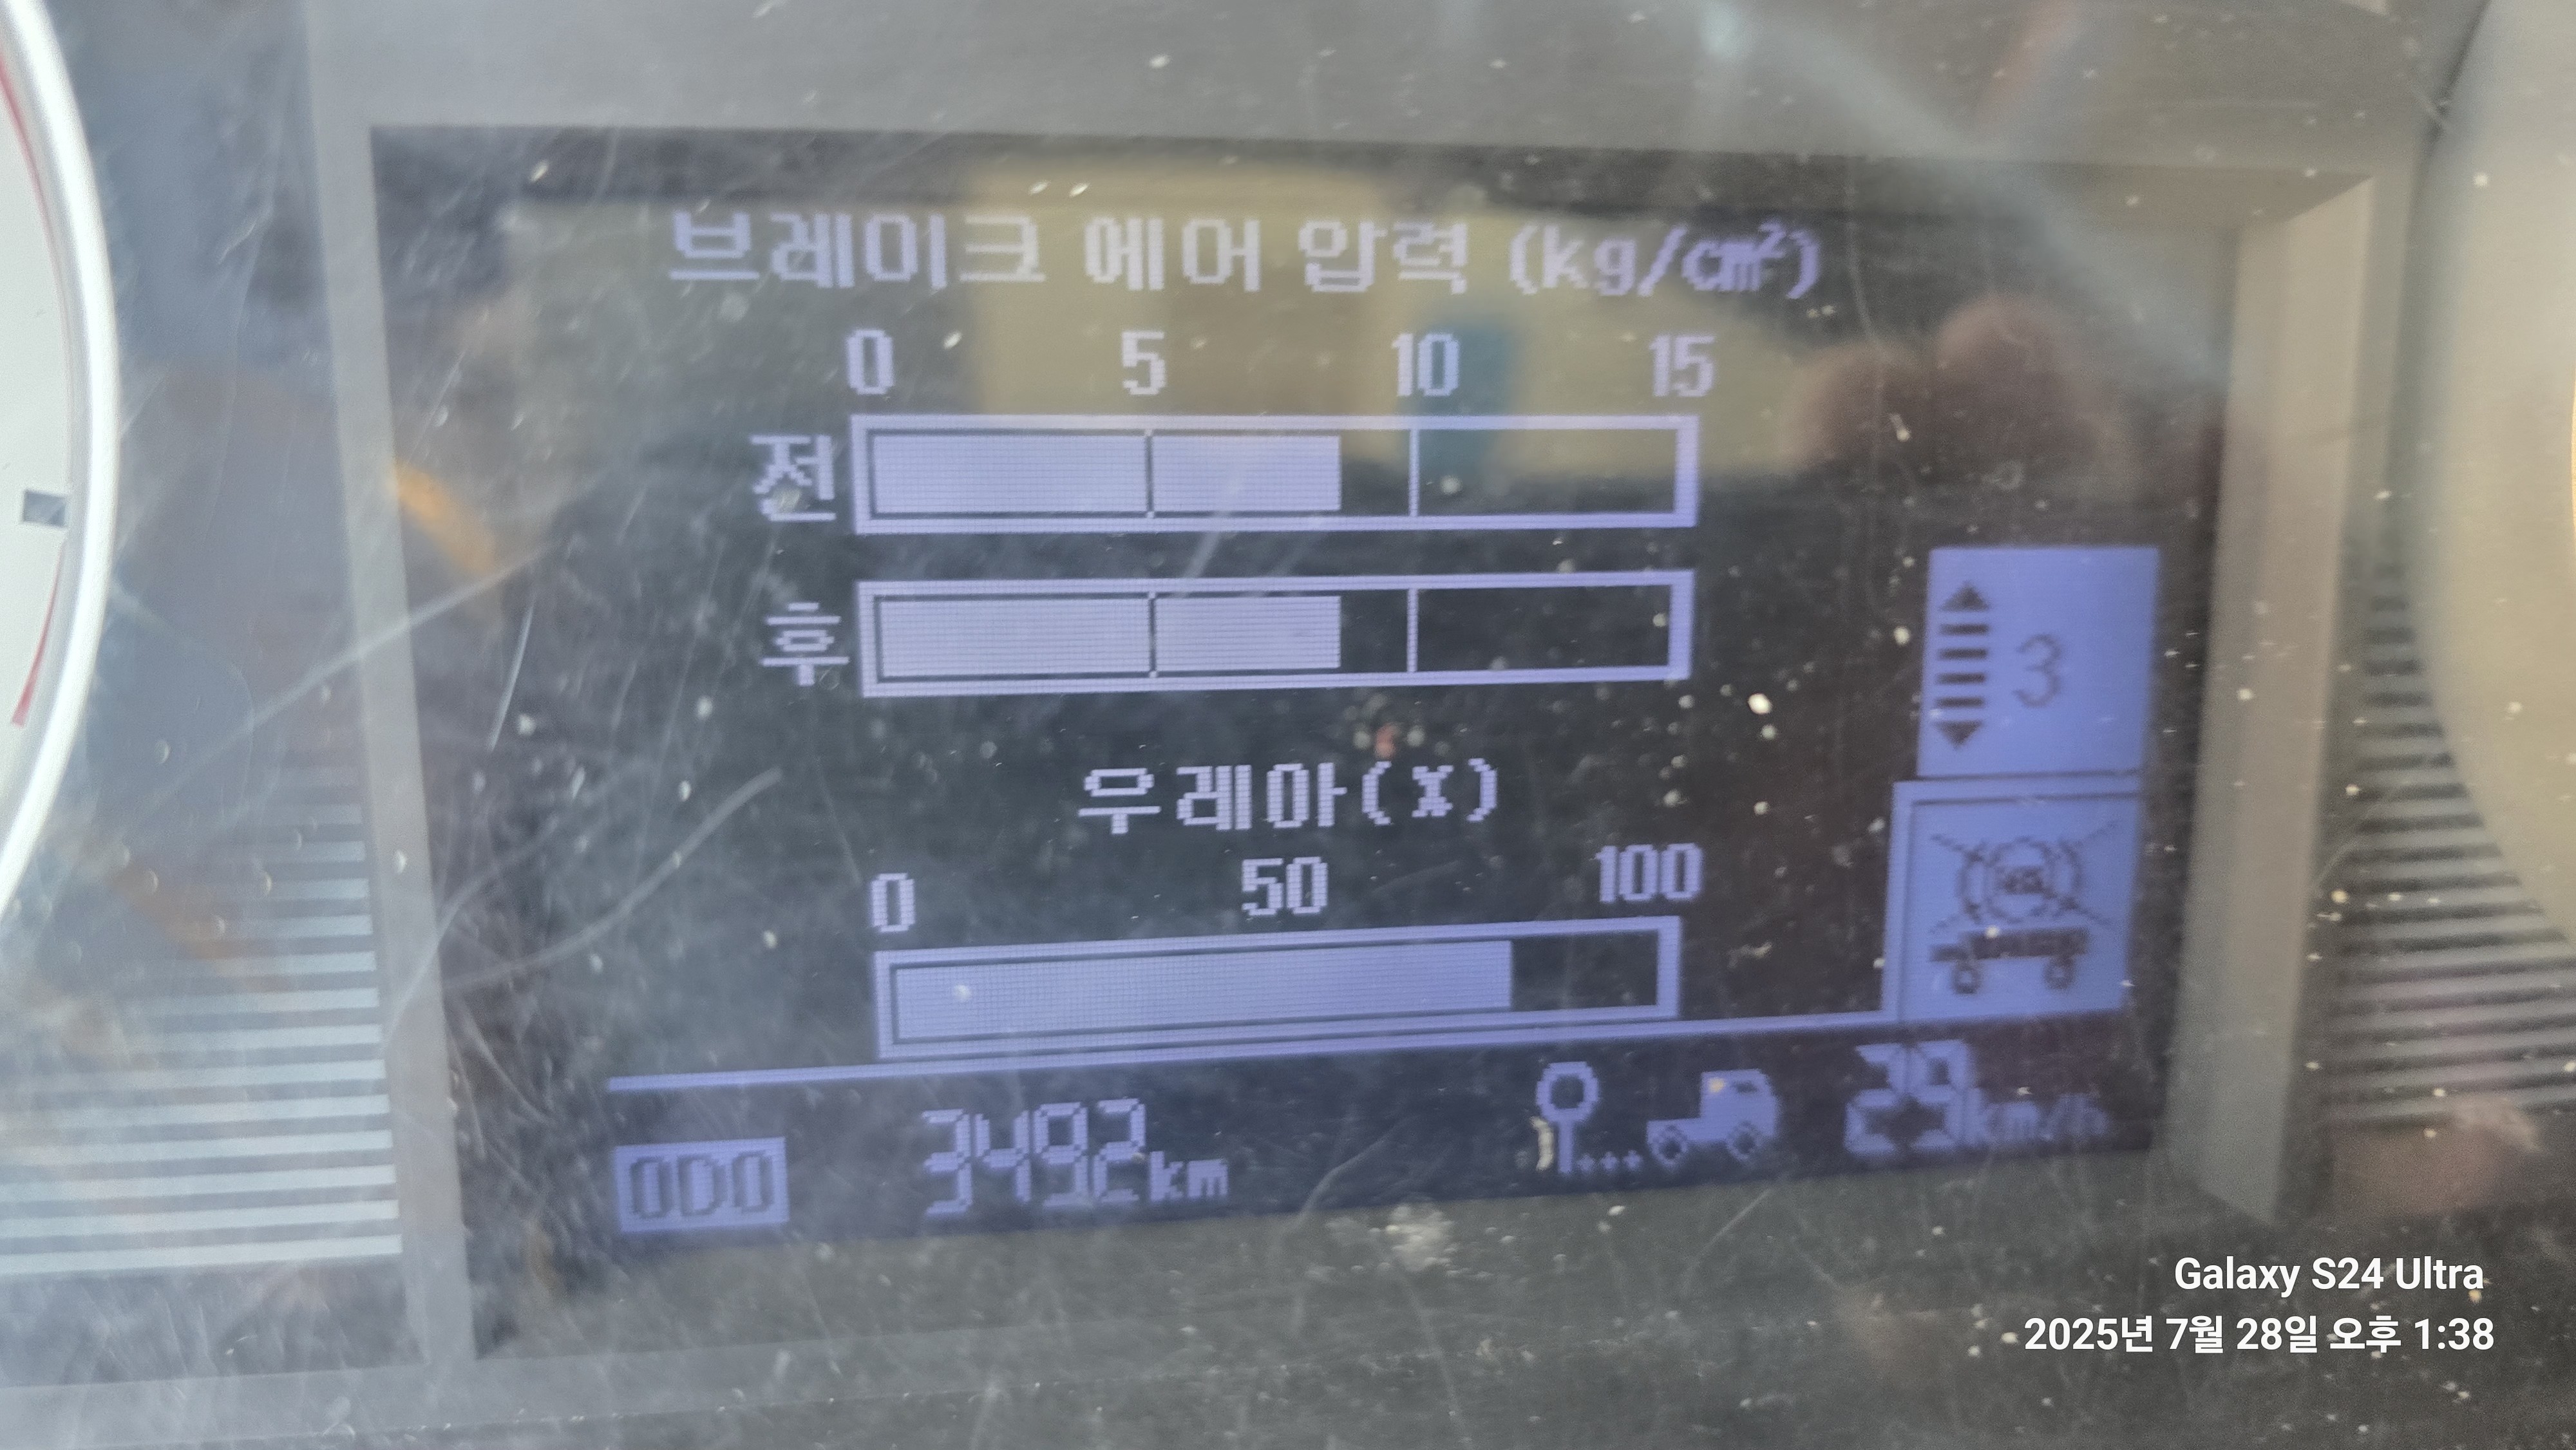 브레이크 에어 압력 (kg/cm²)
0 5 10 15
전
후
3
우레아(%)
0 50 100
ODO 3492km 29km/h
Galaxy S24 Ultra
2025년 7월 28일 오후 1:38